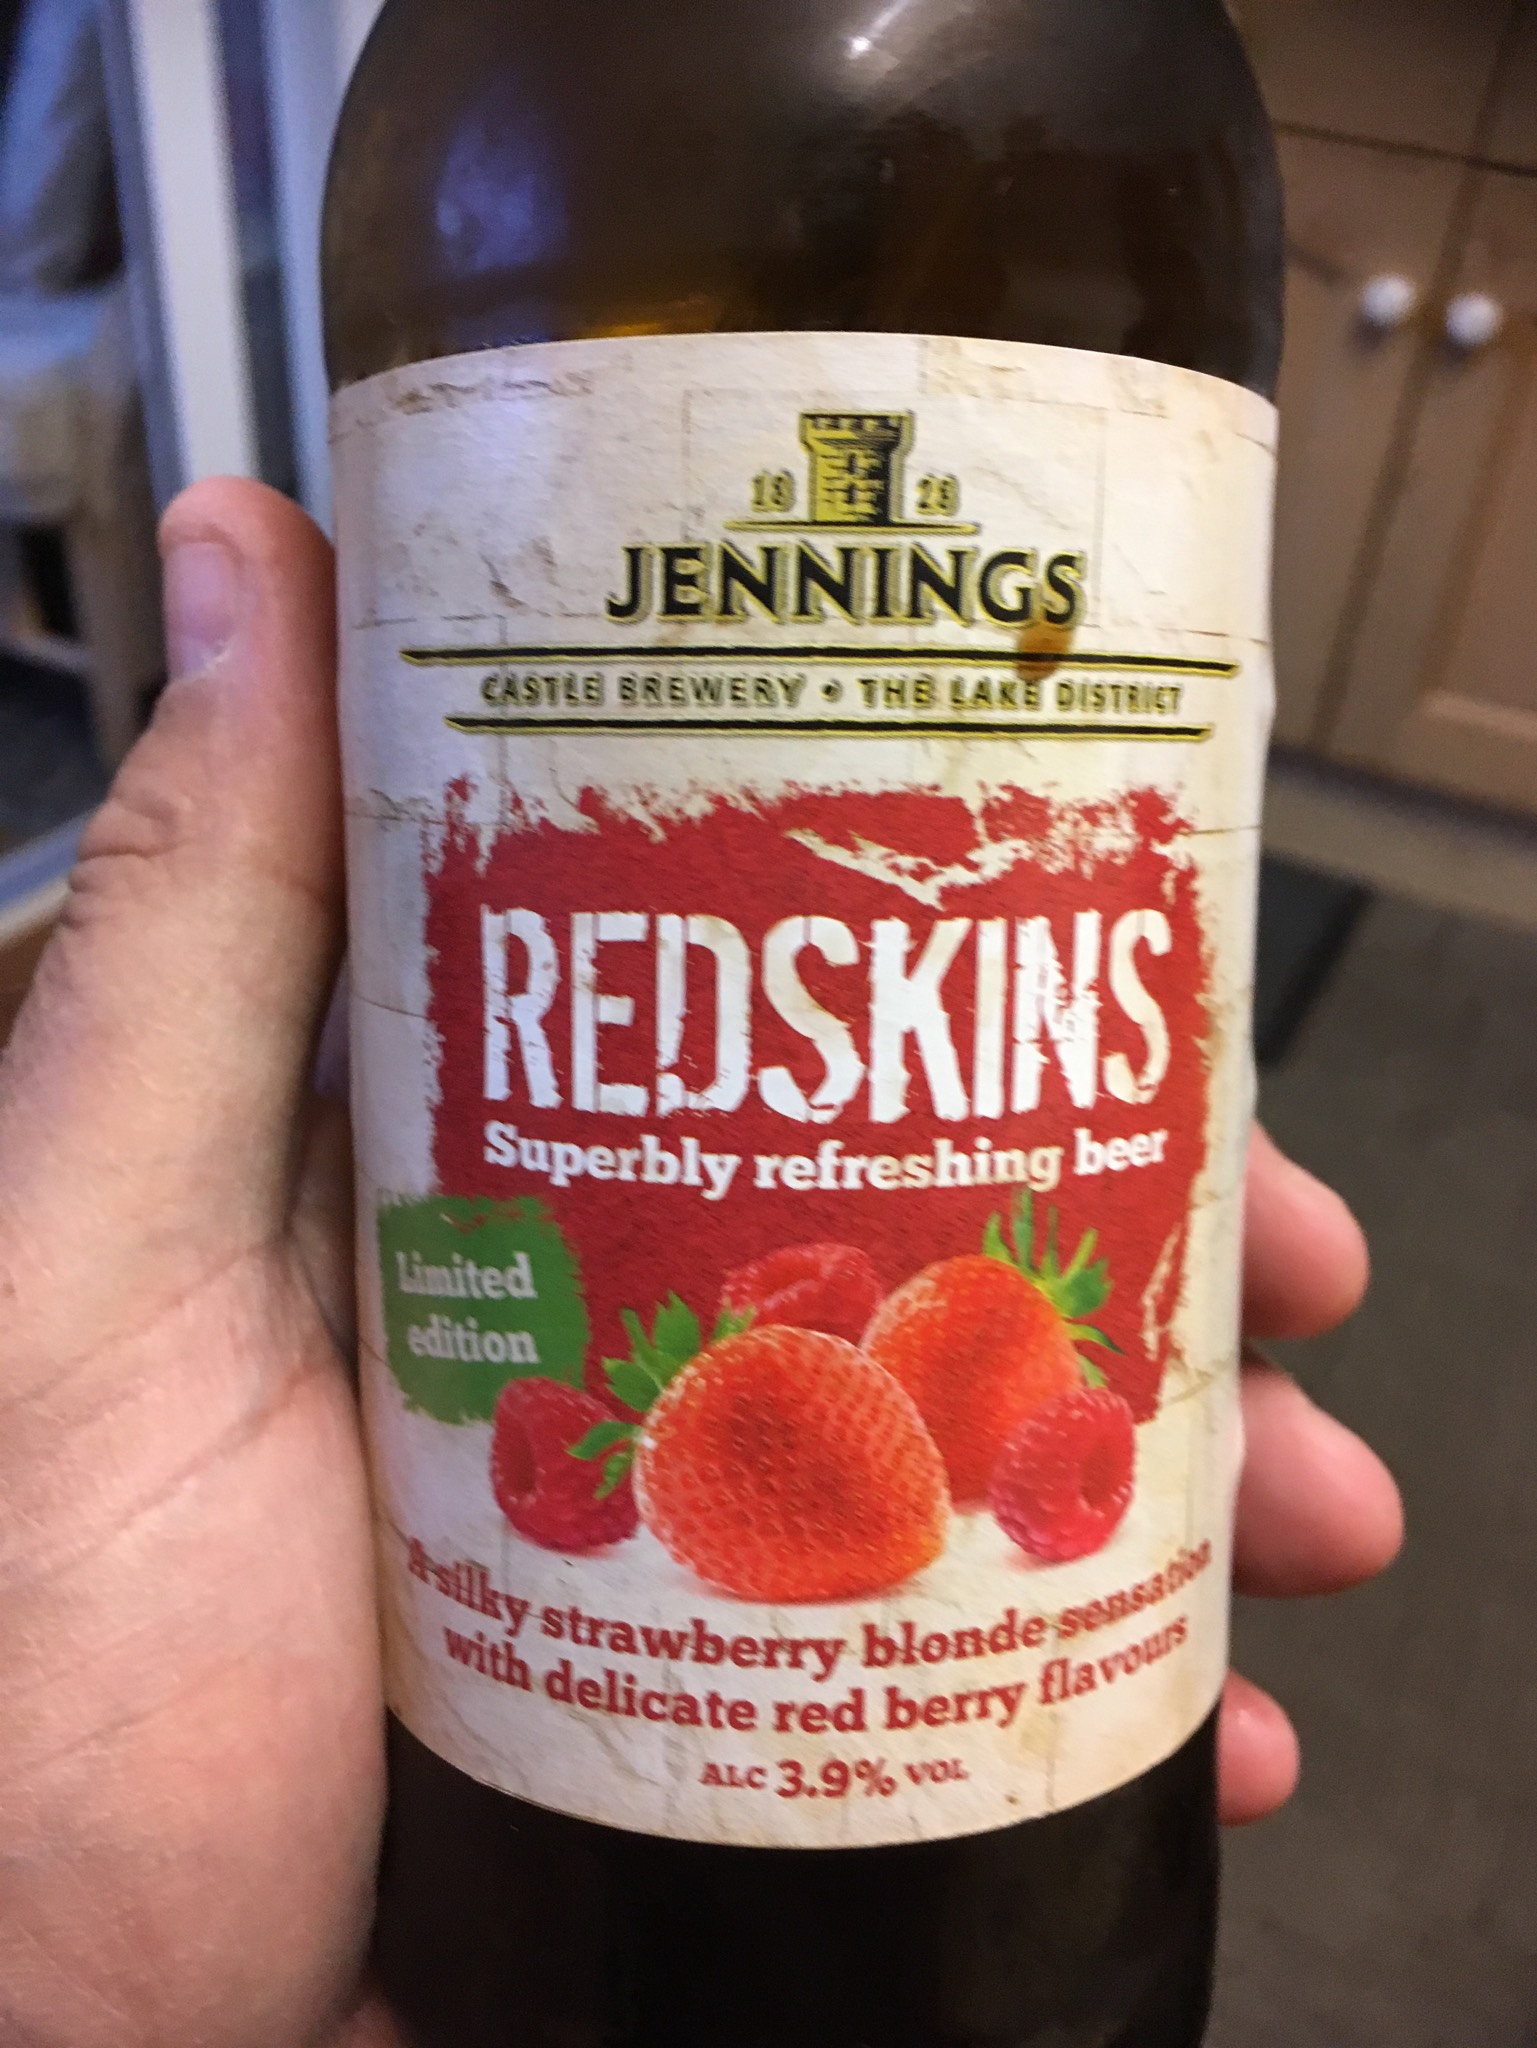 18 28
JENNINGS
CASTLE BREWERY • THE LAKE DISTRICT
REDSKINS
Superbly refreshing beer
Limited
edition
A silky strawberry blonde sensation
with delicate red berry flavours
ALC 3.9% VOL